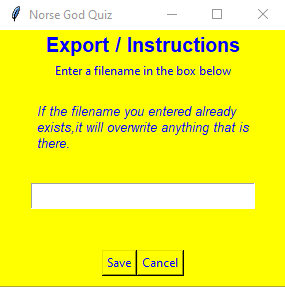 Norse God Quiz
Export / Instructions
Enter a filename in the box below
If the filename you entered already
exists,it will overwrite anything that is
there.
Save Cancel